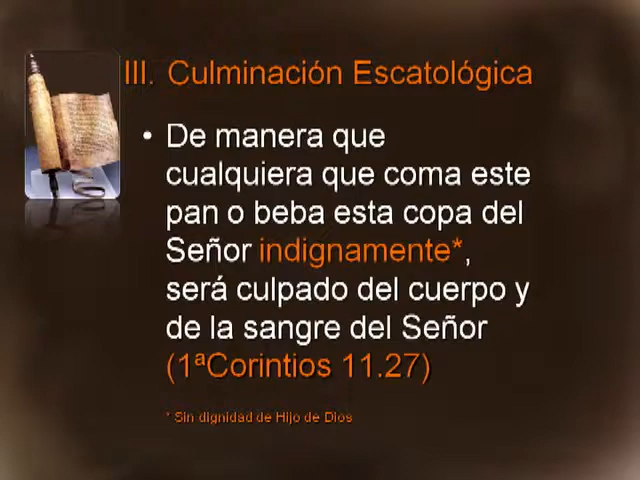 III. Culminación Escatológica
• De manera que
cualquiera que coma este
pan o beba esta copa del
Señor indignamente*,
será culpado del cuerpo y
de la sangre del Señor
(1ªCorintios 11.27)
* Sin dignidad de Hijo de Dios